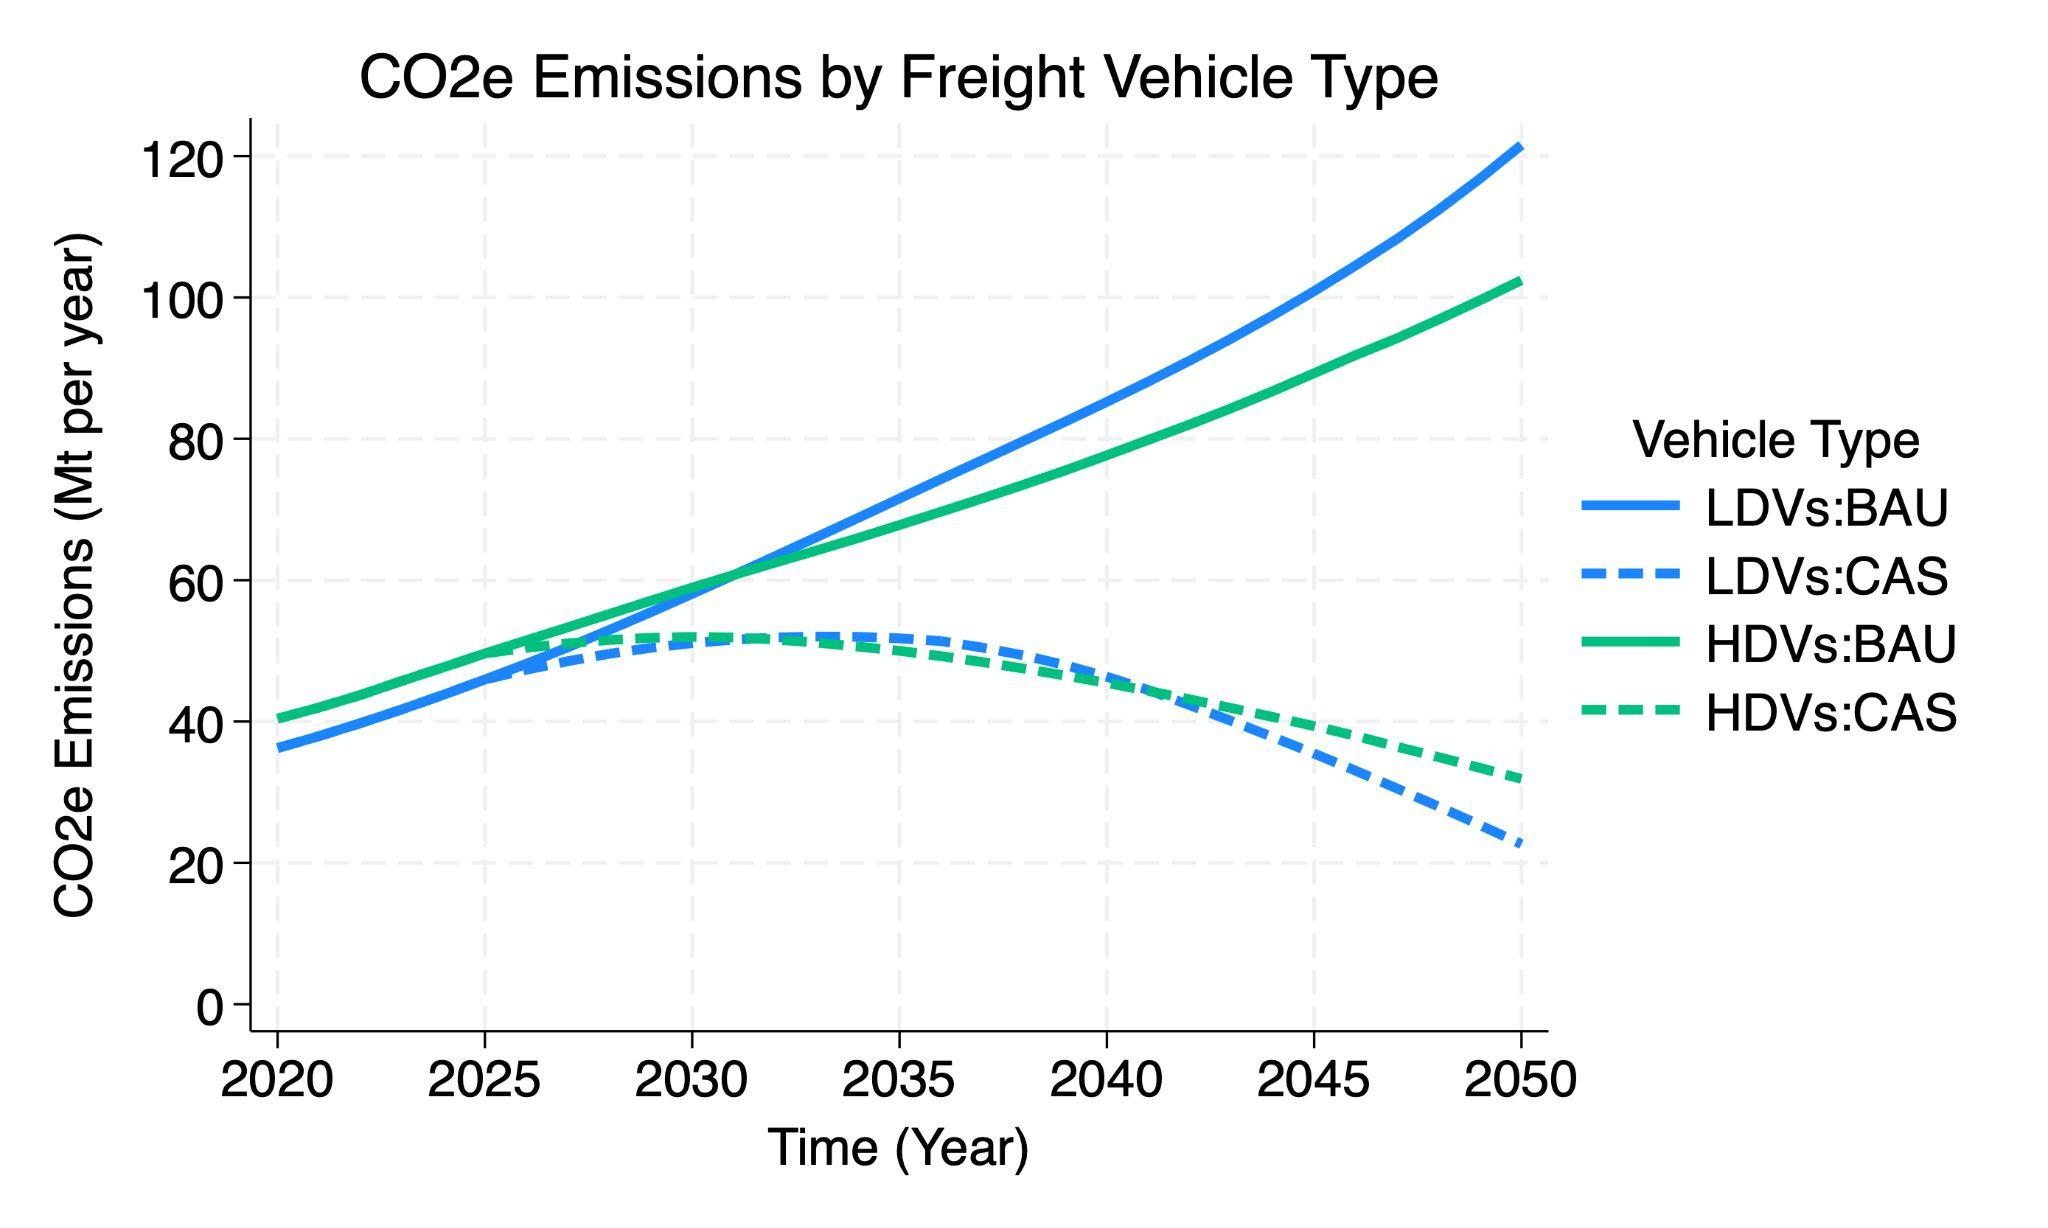 CO2e Emissions by Freight Vehicle Type
CO2e Emissions (Mt per year)
120
100
80
60
40
20
0
2020 2025 2030 2035 2040 2045 2050
Time (Year)
Vehicle Type
LDVs:BAU
LDVs:CAS
HDVs:BAU
HDVs:CAS